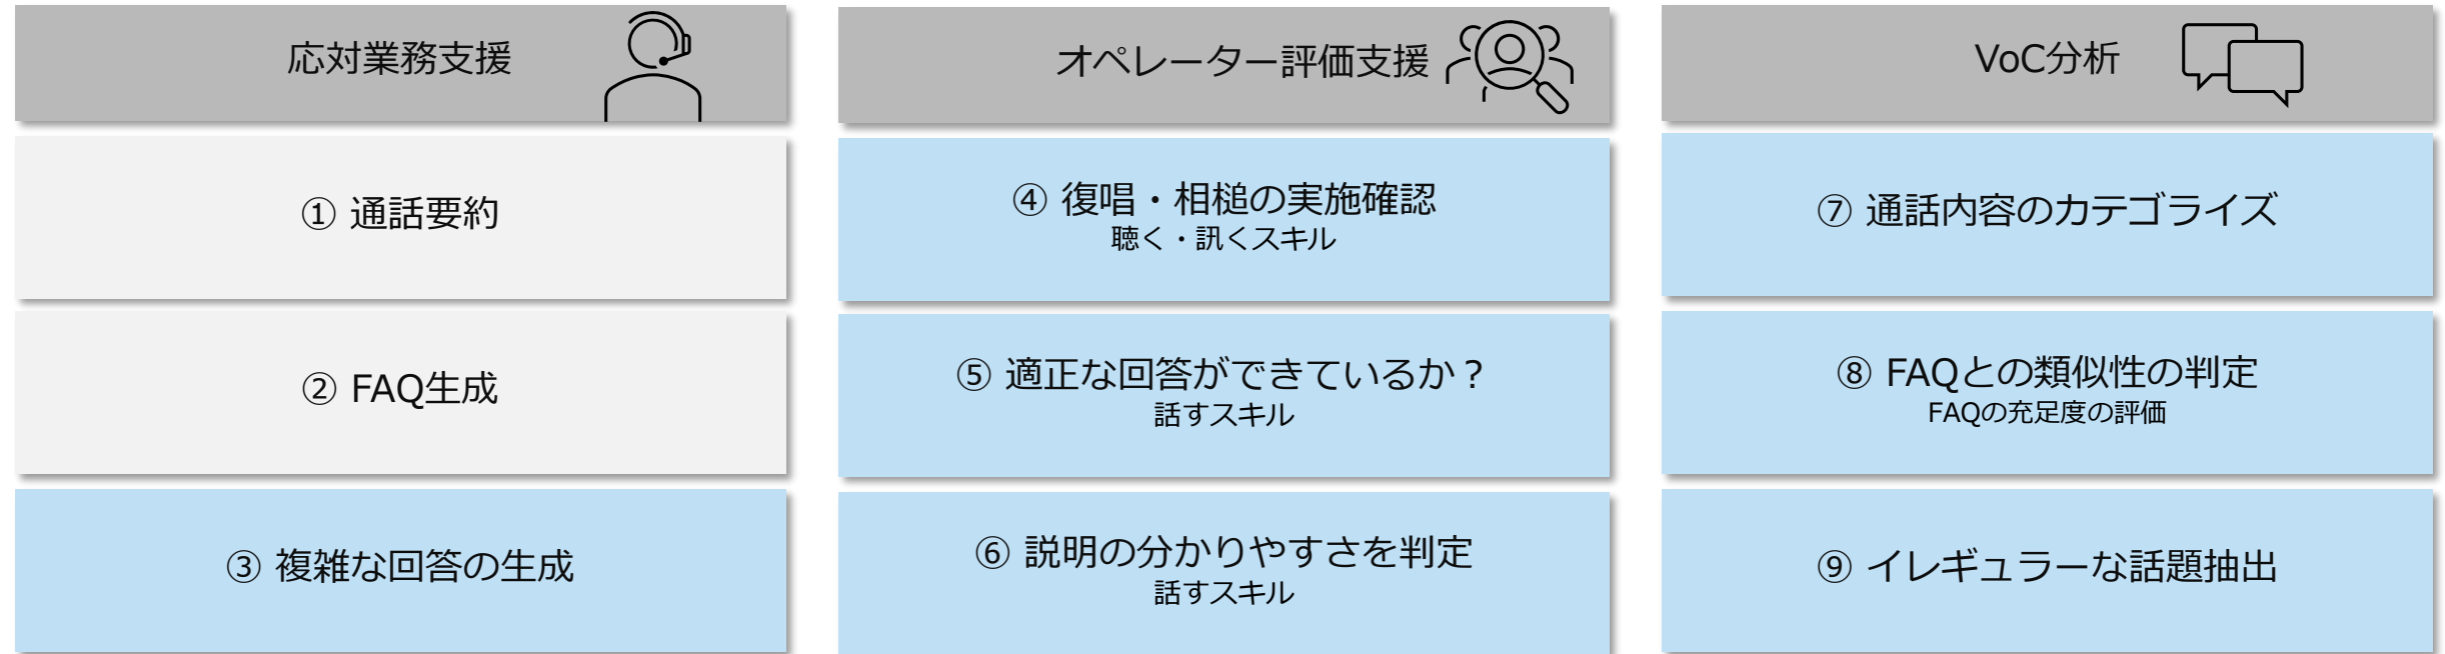 応対業務支援
① 通話要約
② FAQ生成
③ 複雑な回答の生成
オペレーター評価支援
④ 復唱・相槌の実施確認
聴く・訊くスキル
⑤ 適正な回答ができているか？
話すスキル
⑥ 説明の分かりやすさを判定
話すスキル
VoC分析
⑦ 通話内容のカテゴライズ
⑧ FAQとの類似性の判定
FAQの充足度の評価
⑨ イレギュラーな話題抽出